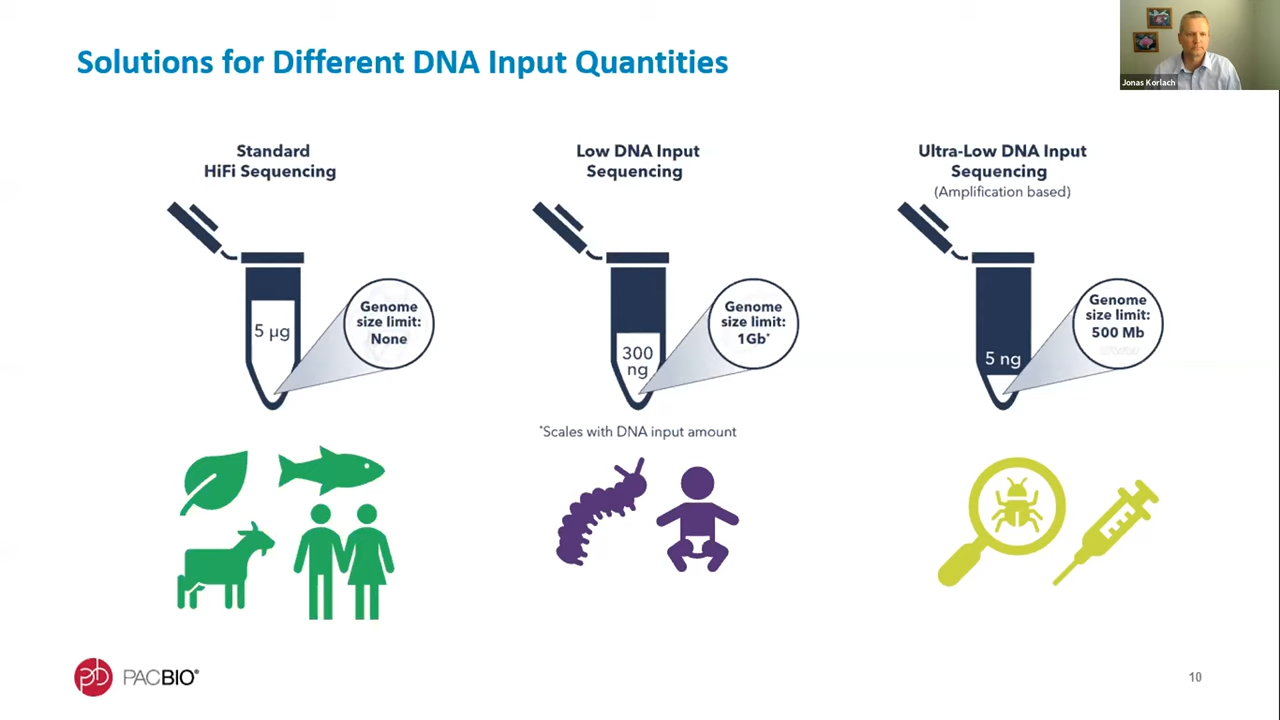 Solutions for Different DNA Input Quantities
Jonas Korlach
Standard
HiFi Sequencing
5 µg
Genome
size limit:
None
Low DNA Input
Sequencing
300
ng
Genome
size limit:
1Gb*
*Scales with DNA input amount
Ultra-Low DNA Input
Sequencing
(Amplification based)
5 ng
Genome
size limit:
500 Mb
pb
PACBIO®
10